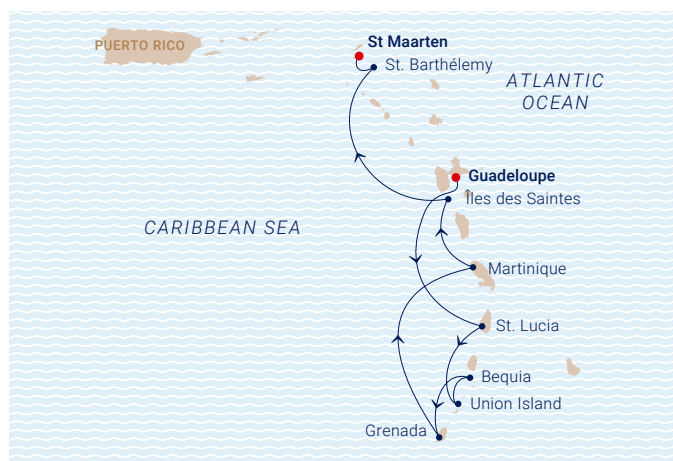 St Maarten
PUERTO RICO
St. Barthélemy
ATLANTIC
OCEAN
Guadeloupe
Îles des Saintes
CARIBBEAN SEA
Martinique
St. Lucia
Bequia
Union Island
Grenada